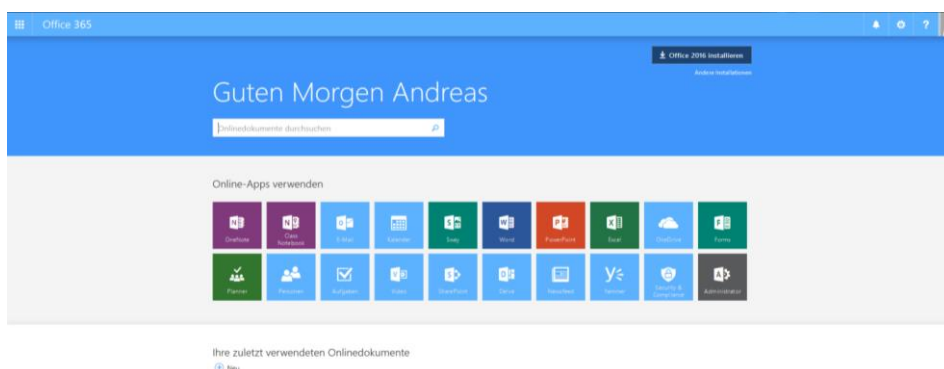 Office 365
?
Office 2016 installieren
Andere Installationen
Guten Morgen Andreas
Onlinedokumente durchsuchen
Online-Apps verwenden
OneNote
Class Notebook
E-Mail
Kalender
Sway
Word
PowerPoint
Excel
OneDrive
Forms
Planner
Personen
Aufgaben
Video
SharePoint
Delve
Newsfeed
Yammer
Security & Compliance
Administrator
Ihre zuletzt verwendeten Onlinedokumente
Neu